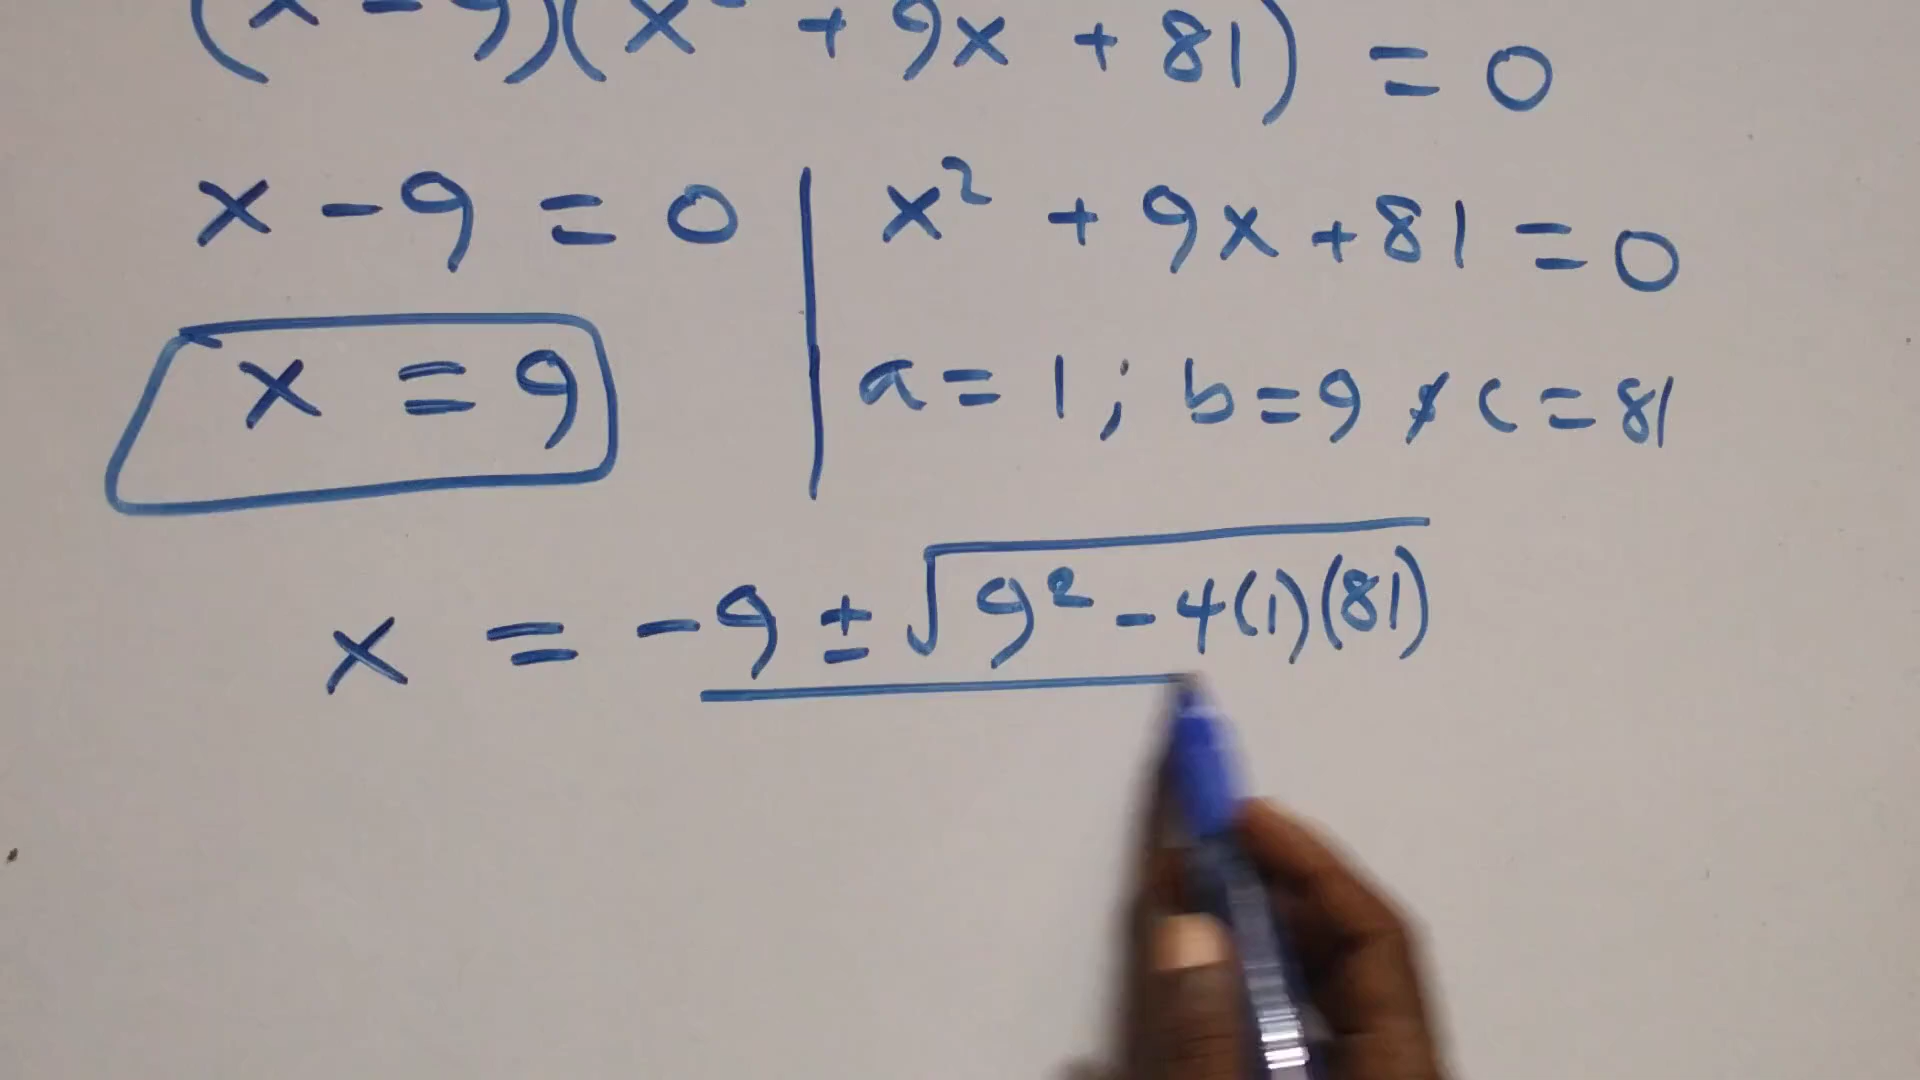 (x - 9)(x² + 9x + 81) = 0
x - 9 = 0 | x² + 9x + 81 = 0
x = 9
a = 1 ; b = 9 ; c = 81
x = -9 ± √9² - 4(1)(81)